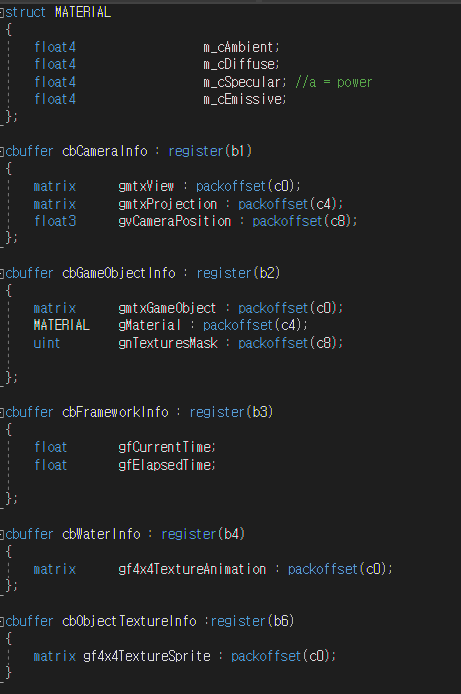 struct MATERIAL
{
float4 m_cAmbient;
float4 m_cDiffuse;
float4 m_cSpecular; //a = power
float4 m_cEmissive;
};
cbuffer cbCameraInfo : register(b1)
{
matrix gmtxView : packoffset(c0);
matrix gmtxProjection : packoffset(c4);
float3 gvCameraPosition : packoffset(c8);
};
cbuffer cbGameObjectInfo : register(b2)
{
matrix gmtxGameObject : packoffset(c0);
MATERIAL gMaterial : packoffset(c4);
uint gnTexturesMask : packoffset(c8);
};
cbuffer cbFrameworkInfo : register(b3)
{
float gfCurrentTime;
float gfElapsedTime;
};
cbuffer cbWaterInfo : register(b4)
{
matrix gf4x4TextureAnimation : packoffset(c0);
};
cbuffer cbObjectTextureInfo :register(b6)
{
matrix gf4x4TextureSprite : packoffset(c0);
}